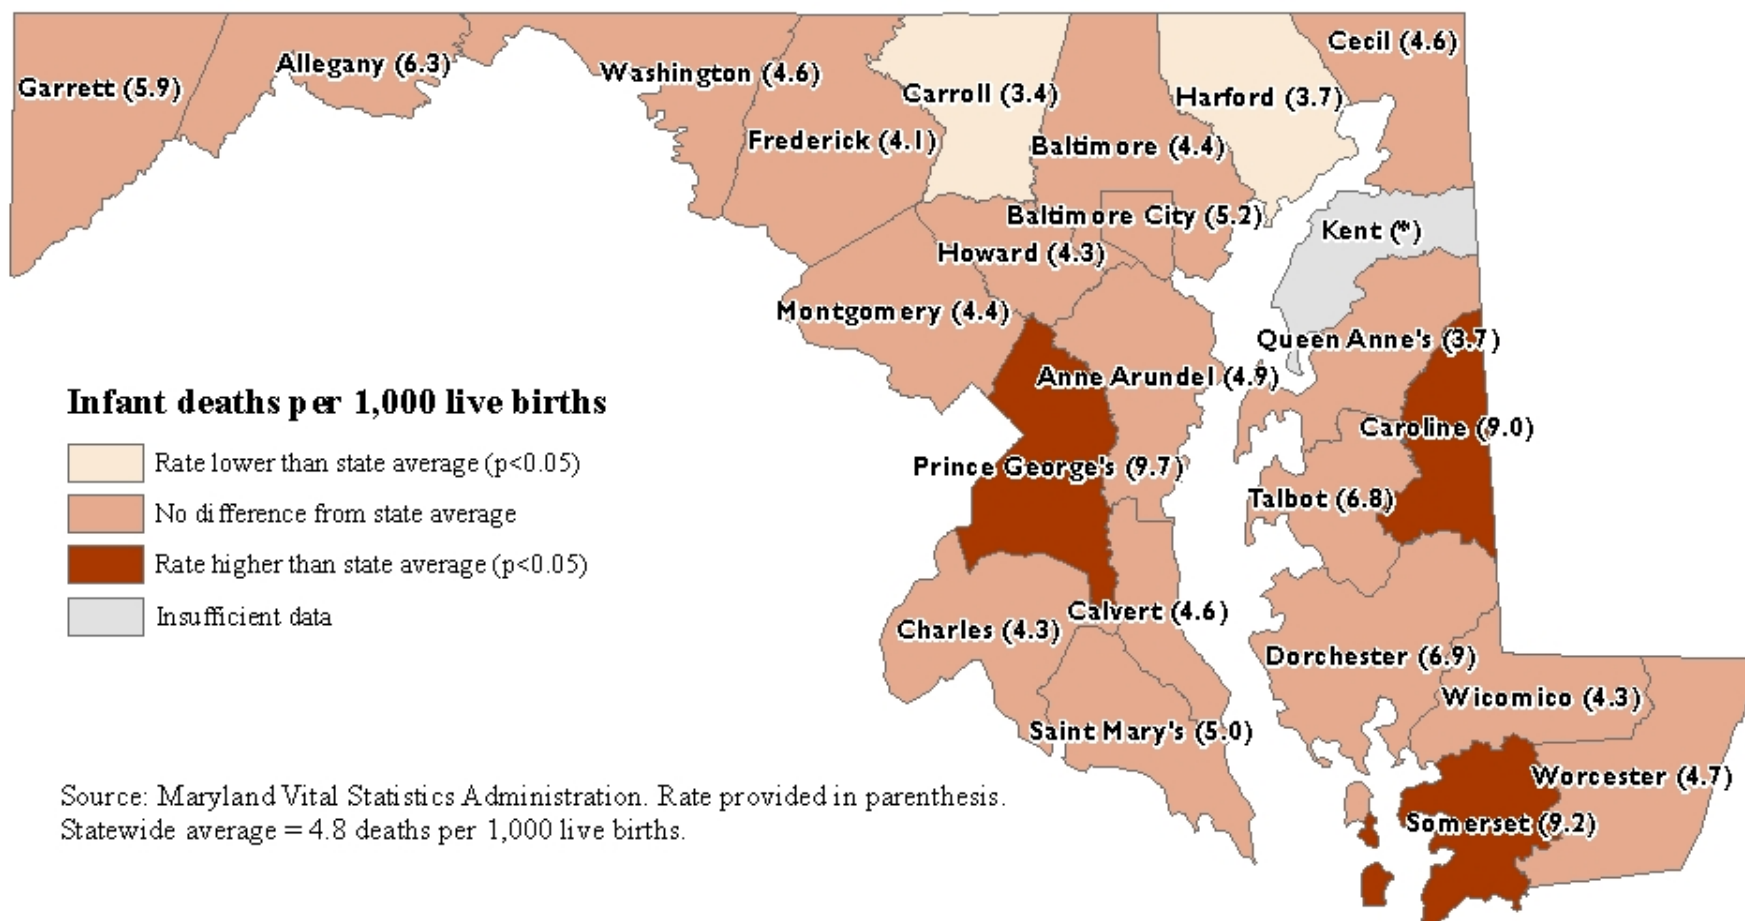 Cecil (4.6)
Allegany (6.3)
Washington (4.6)
Garrett (5.9)
Carroll (3.4)
Harford (3.7)
Frederick (4.1)
Baltimore (4.4)
Baltimore City (5.2)
Kent (*)
Howard (4.3)
Montgomery (4.4)
Queen Anne's (3.7)
Anne Arundel (4.9)
Infant deaths per 1,000 live births
Rate lower than state average (p<0.05)
No difference from state average
Rate higher than state average (p<0.05)
Insufficient data
Caroline (9.0)
Prince George's (9.7)
Talbot (6.8)
Calvert (4.6)
Charles (4.3)
Dorchester (6.9)
Wicomico (4.3)
Saint Mary's (5.0)
Worcester (4.7)
Somerset (9.2)
Source: Maryland Vital Statistics Administration. Rate provided in parenthesis.
Statewide average = 4.8 deaths per 1,000 live births.